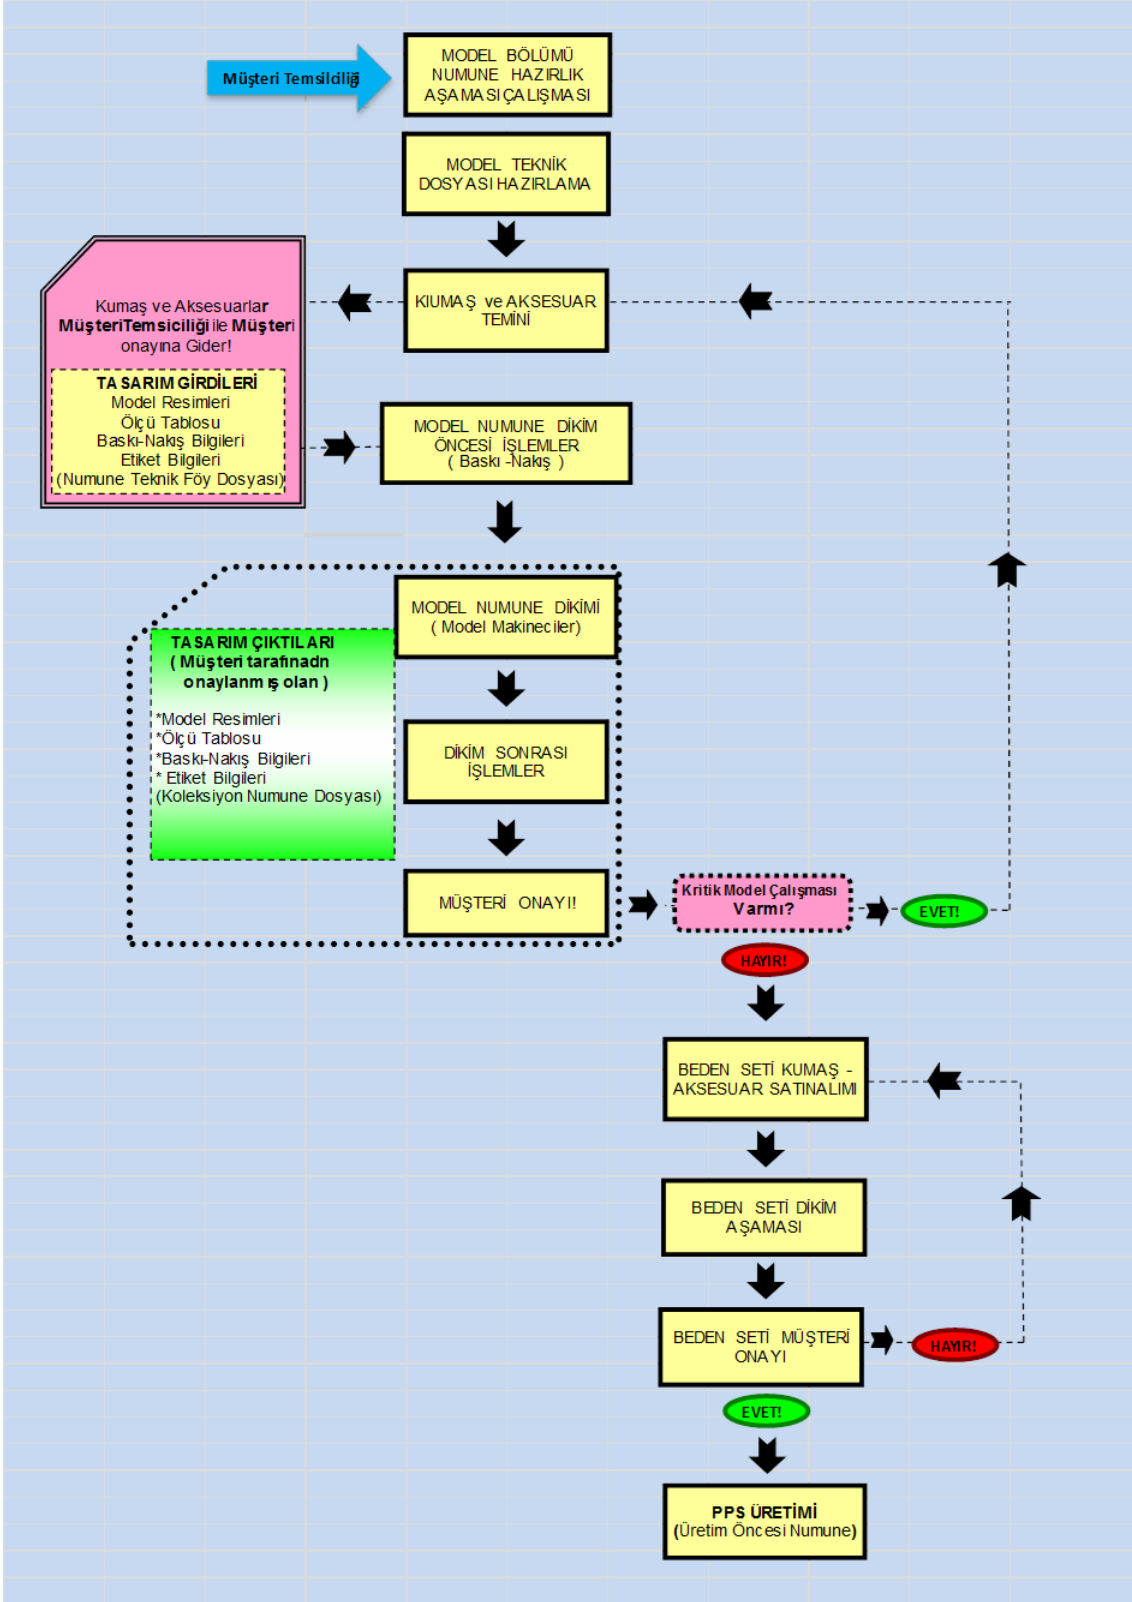 Müşteri Temsilciliği
MODEL BÖLÜMÜ
NUMUNE HAZIRLIK
AŞAMASI ÇALIŞMASI
MODEL TEKNİK
DOSYASI HAZIRLAMA
KIUMAŞ ve AKSESUAR
TEMİNİ
Kumaş ve Aksesuarlar
Müşteri Temsiciliği ile Müşteri
onayına Gider!
TASARIM GİRDİLERİ
Model Resimleri
Ölçü Tablosu
Baskı-Nakış Bilgileri
Etiket Bilgileri
(Numune Teknik Föy Dosyası)
MODEL NUMUNE DİKİM
ÖNCESİ İŞLEMLER
( Baskı -Nakış )
MODEL NUMUNE DİKİMİ
( Model Makineciler)
TASARIM ÇIKTILARI
( Müşteri tarafınadn
onaylanmış olan )
*Model Resimleri
*Ölçü Tablosu
*Baskı-Nakış Bilgileri
* Etiket Bilgileri
(Koleksiyon Numune Dosyası)
DİKİM SONRASI
İŞLEMLER
MÜŞTERİ ONAYI!
Kritik Model Çalışması
Varmı?
EVET!
HAYIR!
BEDEN SETİ KUMAŞ -
AKSESUAR SATINALIMI
BEDEN SETİ DİKİM
AŞAMASI
BEDEN SETİ MÜŞTERİ
ONAYI
HAYIR!
EVET!
PPS ÜRETİMİ
(Üretim Öncesi Numune)